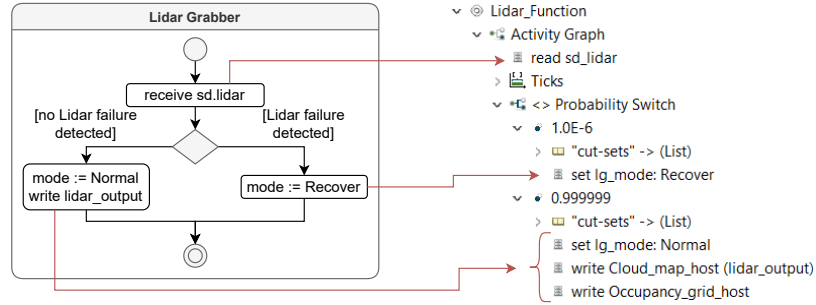 Lidar Grabber
receive sd.lidar
[no Lidar failure
detected]
[Lidar failure
detected]
mode := Normal
write lidar_output
mode := Recover
Lidar_Function
Activity Graph
read sd_lidar
Ticks
<> Probability Switch
1.0E-6
"cut-sets" -> (List)
set lg_mode: Recover
0.999999
"cut-sets" -> (List)
set lg_mode: Normal
write Cloud_map_host (lidar_output)
write Occupancy_grid_host